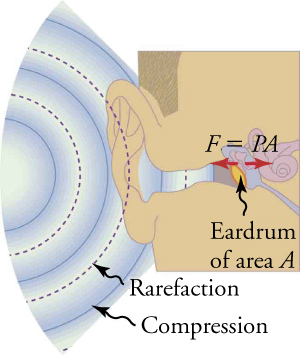 F = PA
Eardrum
of area A
Rarefaction
Compression